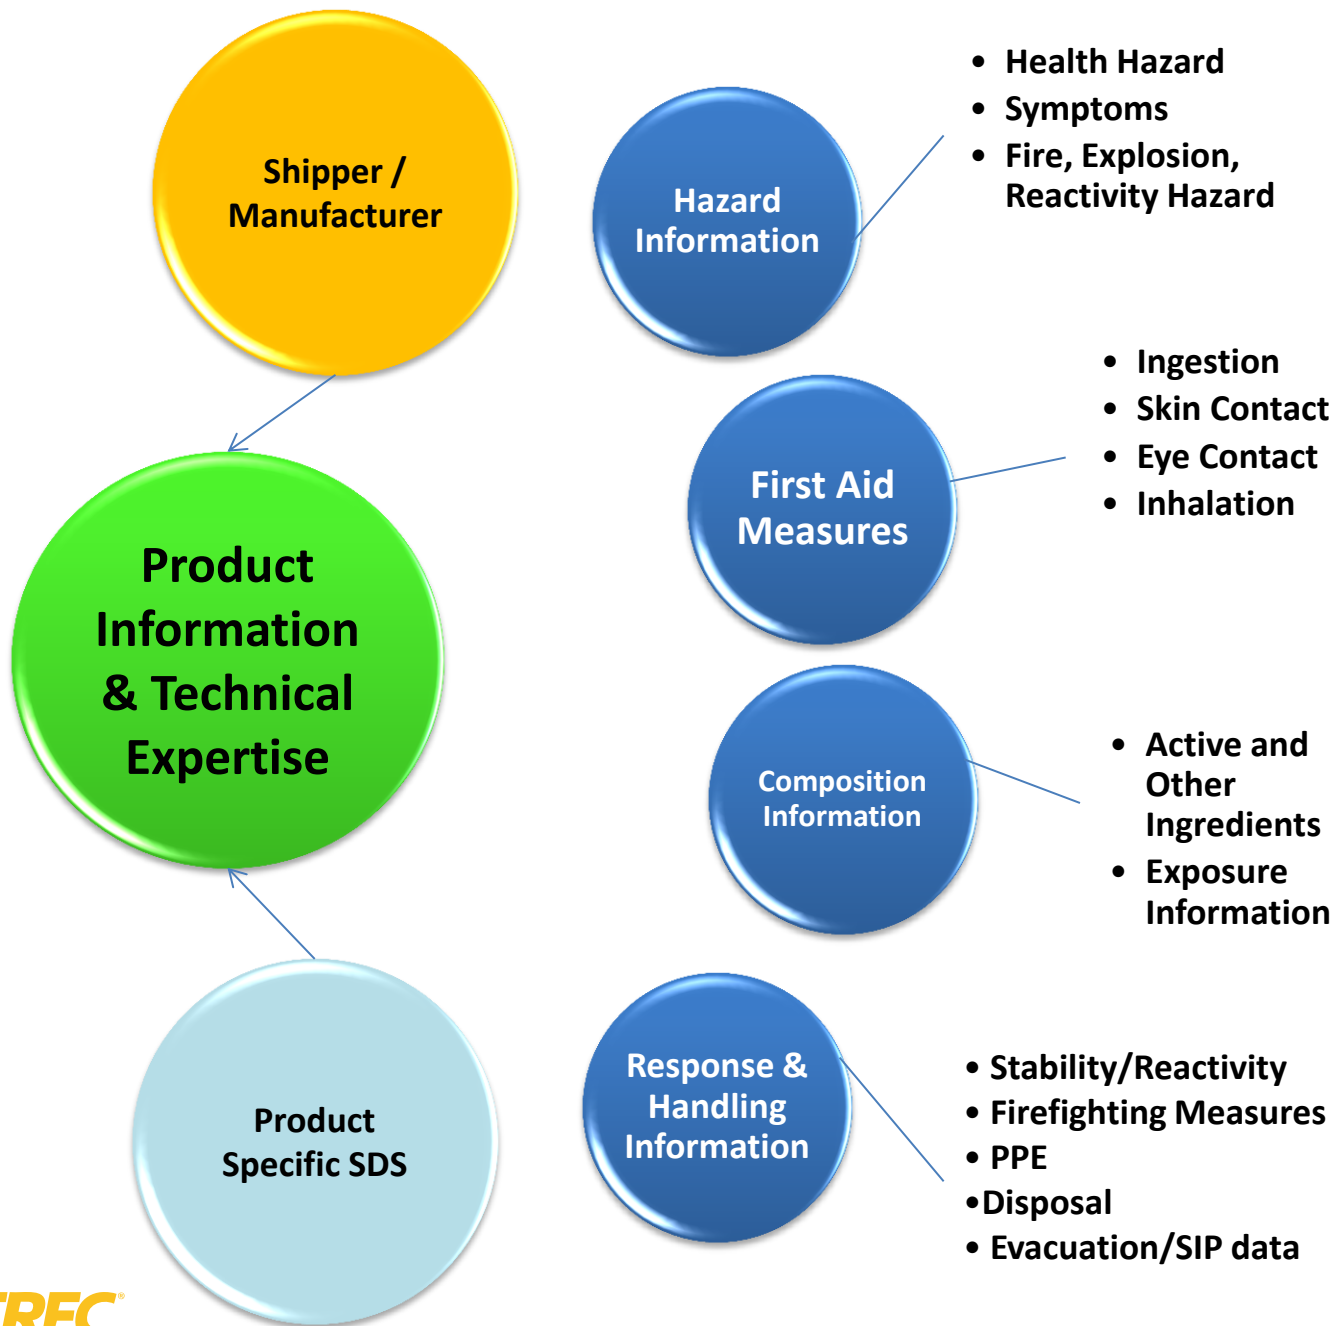 Shipper /
Manufacturer
Product
Information
& Technical
Expertise
Product
Specific SDS
Hazard
Information
• Health Hazard
• Symptoms
• Fire, Explosion,
Reactivity Hazard
First Aid
Measures
• Ingestion
• Skin Contact
• Eye Contact
• Inhalation
Composition
Information
• Active and
Other
Ingredients
• Exposure
Information
Response &
Handling
Information
• Stability/Reactivity
• Firefighting Measures
• PPE
•Disposal
• Evacuation/SIP data